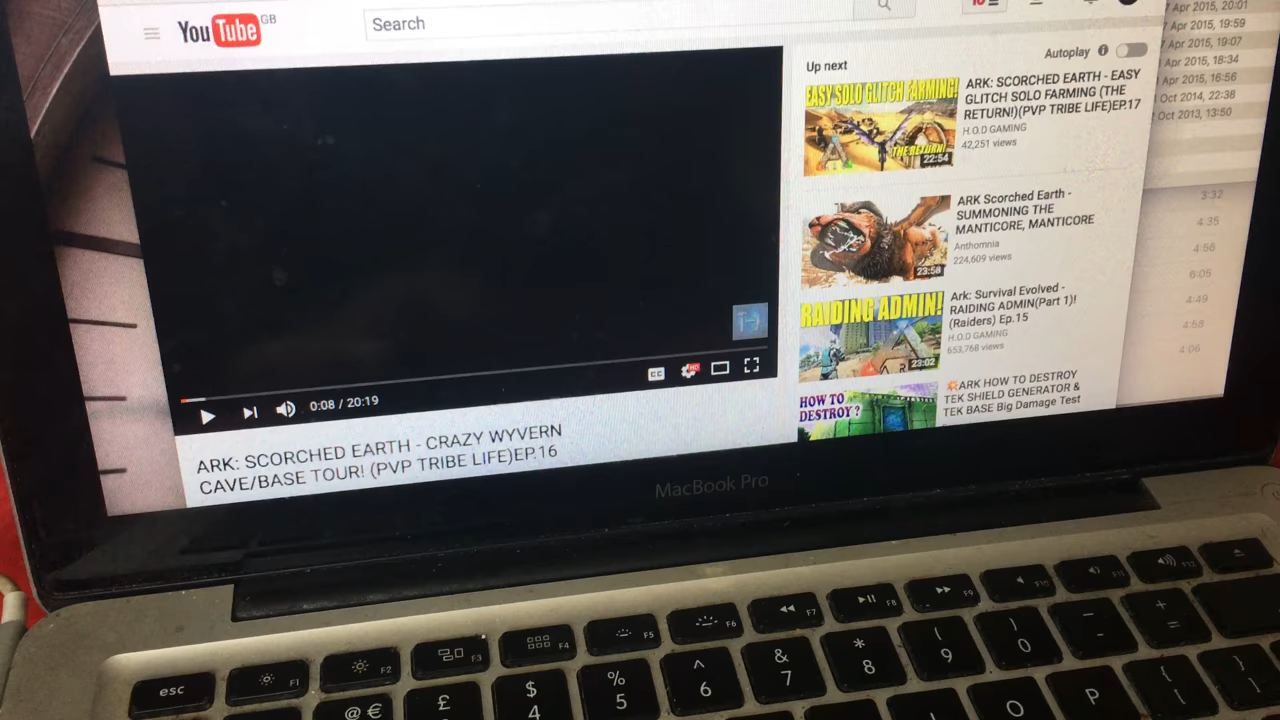 YouTube GB
Search
7 Apr 2015, 20:01
7 Apr 2015, 19:59
7 Apr 2015, 19:07
Apr 2015, 18:34
Apr 2015, 16:56
Oct 2014, 22:38
Oct 2013, 13:50
3:32
4:35
4:56
6:05
4:49
4:58
4:06
Up next
Autoplay
EASY SOLO GLITCH FARMING!
THE RETURN!
22:54
ARK: SCORCHED EARTH - EASY
GLITCH SOLO FARMING (THE
RETURN!)(PVP TRIBE LIFE)EP.17
H.O.D GAMING
42,251 views
23:58
ARK Scorched Earth -
SUMMONING THE
MANTICORE, MANTICORE
Anthomnia
224,609 views
RAIDING ADMIN!
23:02
Ark: Survival Evolved -
RAIDING ADMIN(Part 1)!
(Raiders) Ep.15
H.O.D GAMING
653,768 views
HOW TO
DESTROY?
ARK HOW TO DESTROY
TEK SHIELD GENERATOR &
TEK BASE Big Damage Test
0:08 / 20:19
CC
HD
ARK: SCORCHED EARTH - CRAZY WYVERN
CAVE/BASE TOUR! (PVP TRIBE LIFE)EP.16
MacBook Pro
esc
F1
F2
F3
F4
F5
F6
F7
F8
F9
F10
F11
F12
@ €
£
$
4
%
5
^
6
&
7
*
8
(
9
)
0
_
-
+
=
O
P
{
[
}